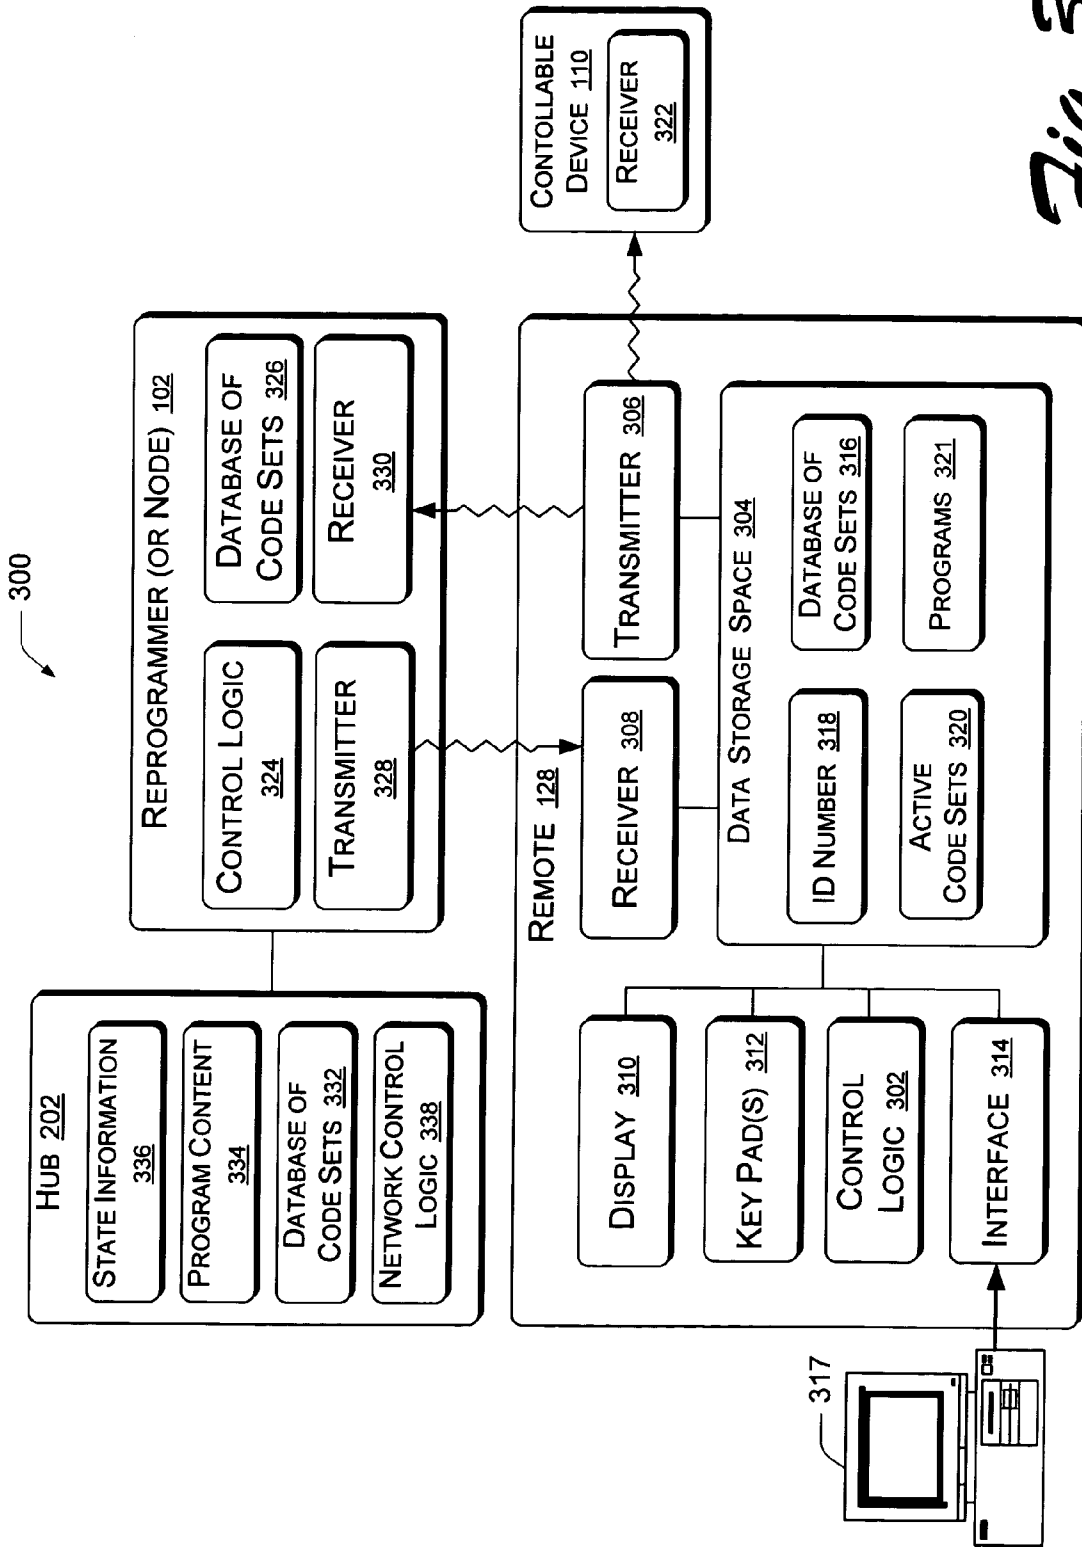 300
HUB 202
STATE INFORMATION
336
PROGRAM CONTENT
334
DATABASE OF
CODE SETS 332
NETWORK CONTROL
LOGIC 338
REPROGRAMMER (OR NODE) 102
CONTROL LOGIC
324
DATABASE OF
CODE SETS 326
TRANSMITTER
328
RECEIVER
330
CONTOLLABLE
DEVICE 110
RECEIVER
322
REMOTE 128
RECEIVER 308
TRANSMITTER 306
DISPLAY 310
KEY PAD(S) 312
CONTROL
LOGIC 302
INTERFACE 314
DATA STORAGE SPACE 304
ID NUMBER 318
DATABASE OF
CODE SETS 316
ACTIVE
CODE SETS 320
PROGRAMS 321
317
Fig. 3